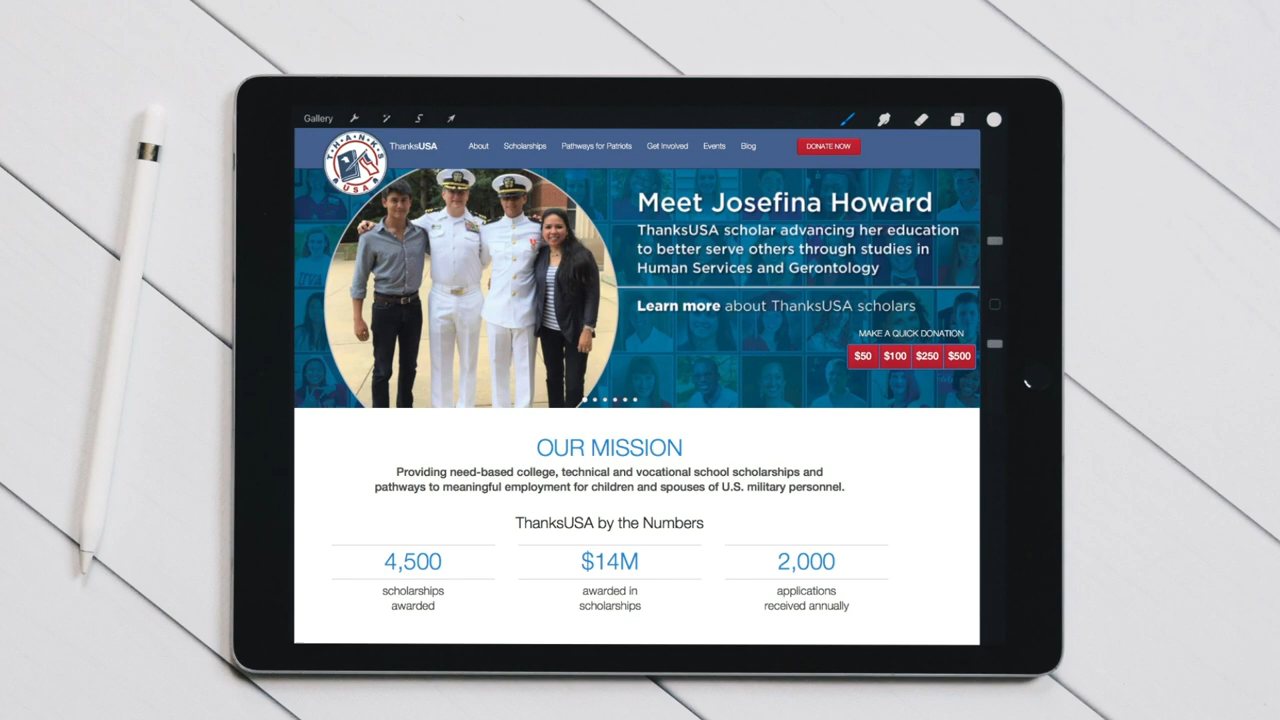 Gallery
THANKS
USA
ThanksUSA
About
Scholarships
Pathways for Patriots
Get Involved
Events
Blog
DONATE NOW
Meet Josefina Howard
ThanksUSA scholar advancing her education
to better serve others through studies in
Human Services and Gerontology
Learn more about ThanksUSA scholars
MAKE A QUICK DONATION
$50 $100 $250 $500
OUR MISSION
Providing need-based college, technical and vocational school scholarships and
pathways to meaningful employment for children and spouses of U.S. military personnel.
ThanksUSA by the Numbers
4,500
scholarships
awarded
$14M
awarded in
scholarships
2,000
applications
received annually